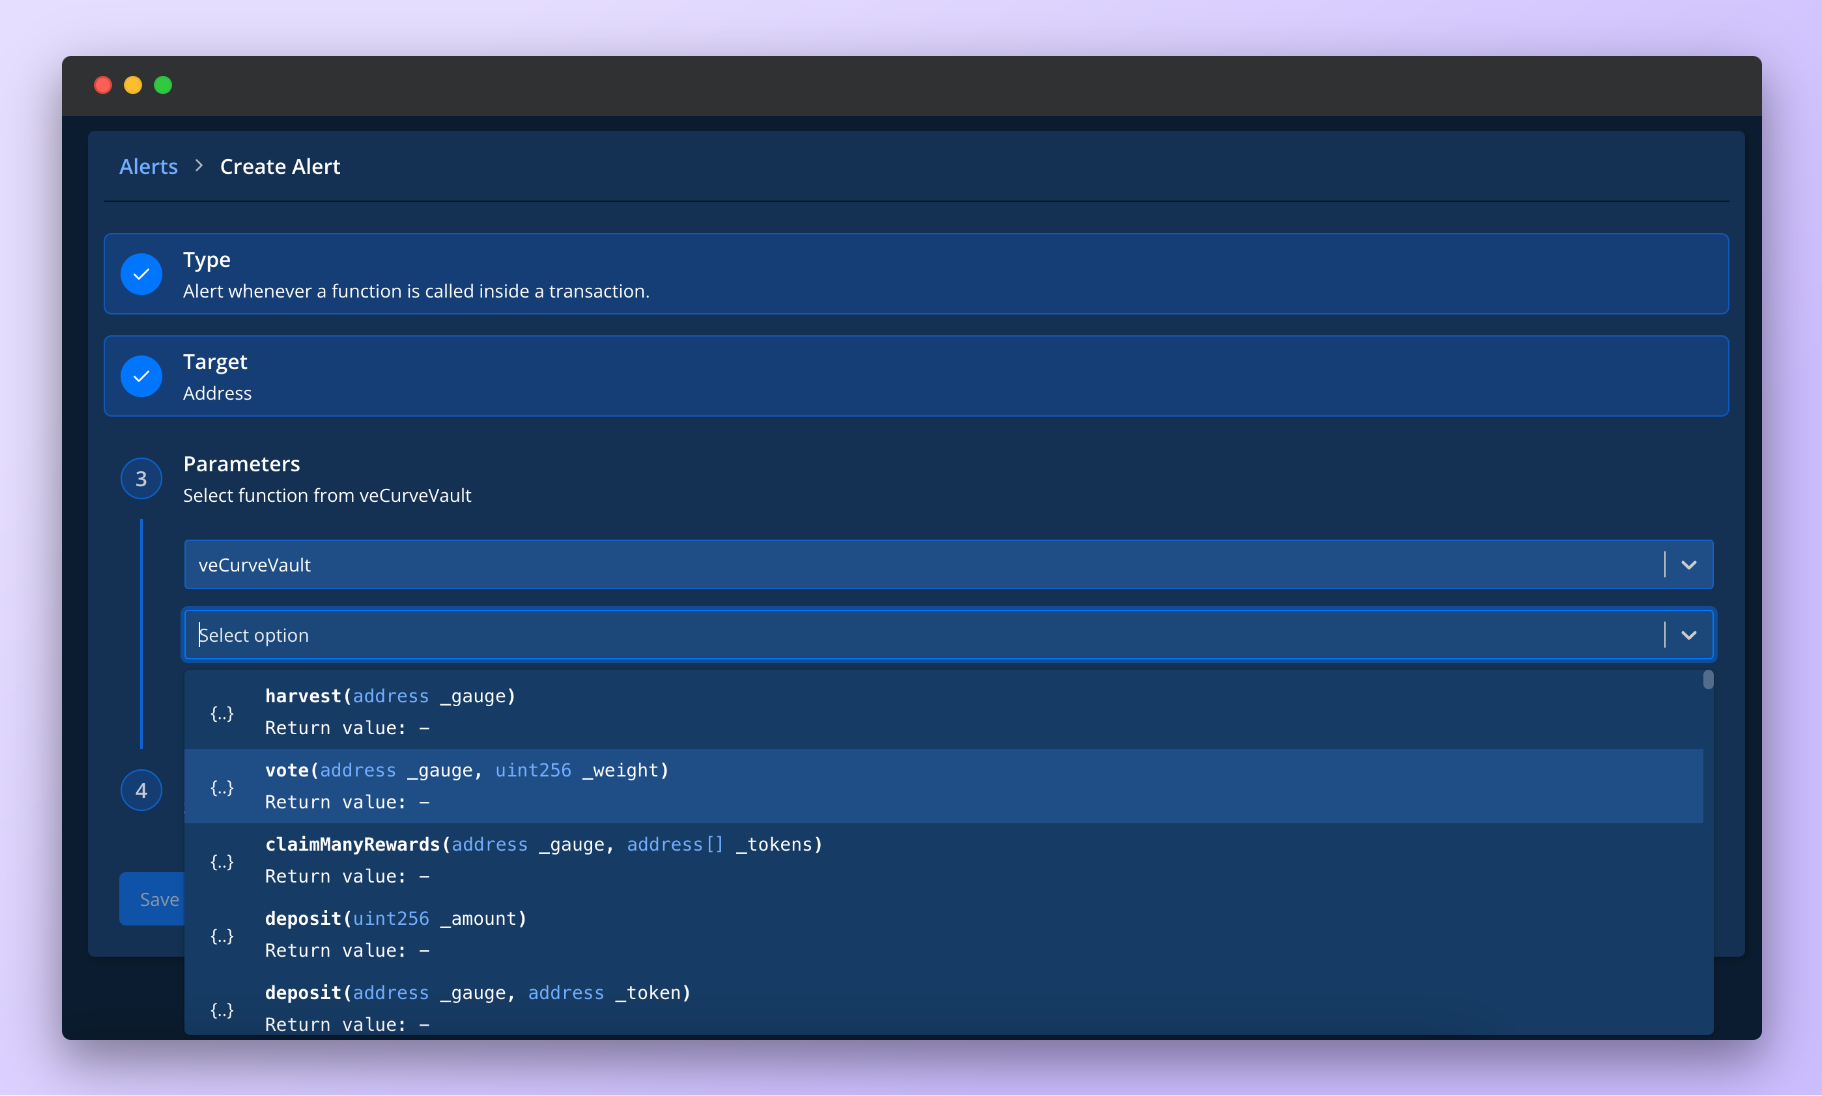 Alerts > Create Alert
Type
Alert whenever a function is called inside a transaction.
Target
Address
3
Parameters
Select function from veCurveVault
veCurveVault
Select option
{..}
harvest(address _gauge)
Return value: –
{..}
vote(address _gauge, uint256 _weight)
Return value: –
4
{..}
claimManyRewards(address _gauge, address[] _tokens)
Return value: –
Save
{..}
deposit(uint256 _amount)
Return value: –
{..}
deposit(address _gauge, address _token)
Return value: –